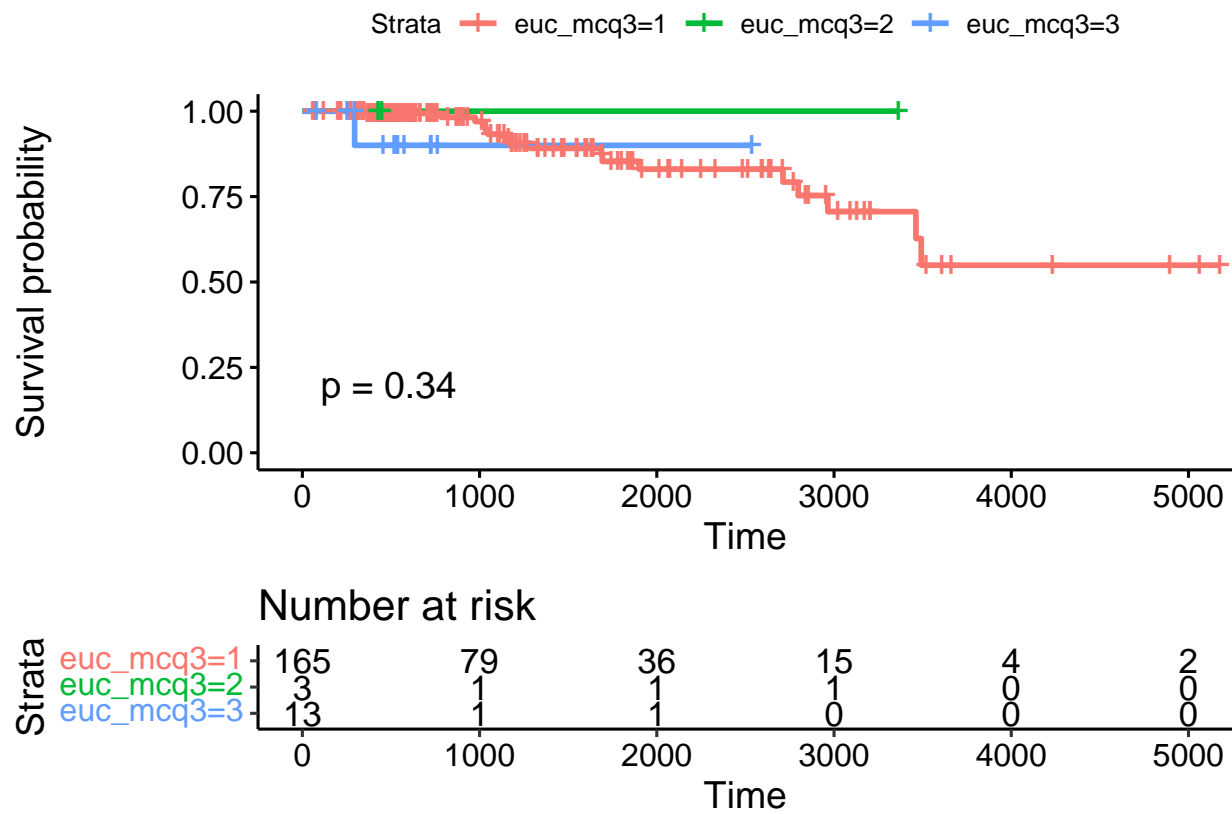 Strata euc_mcq3=1 euc_mcq3=2 euc_mcq3=3
Survival probability
1.00
0.75
0.50
0.25
0.00
p = 0.34
0 1000 2000 3000 4000 5000
Time
Number at risk
Strata
euc_mcq3=1 165 79 36 15 4 2
euc_mcq3=2 3 1 1 1 0 0
euc_mcq3=3 13 1 1 0 0 0
0 1000 2000 3000 4000 5000
Time